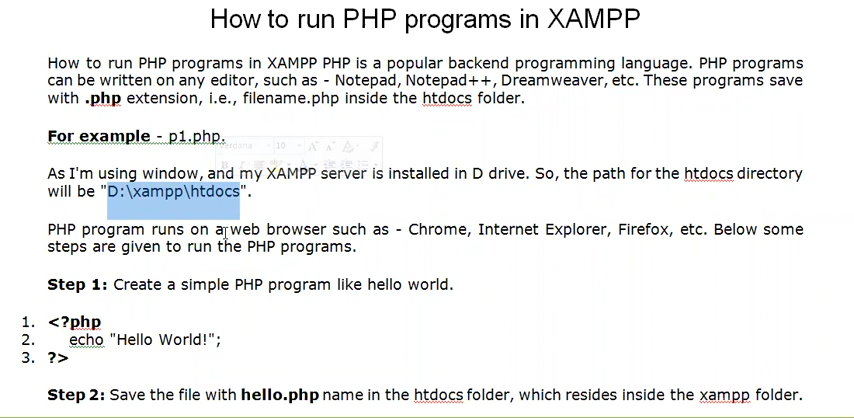 How to run PHP programs in XAMPP
How to run PHP programs in XAMPP PHP is a popular backend programming language. PHP programs
can be written on any editor, such as - Notepad, Notepad++, Dreamweaver, etc. These programs save
with .php extension, i.e., filename.php inside the htdocs folder.
For example - p1.php.
As I'm using window, and my XAMPP server is installed in D drive. So, the path for the htdocs directory
will be "D:\xampp\htdocs".
PHP program runs on a web browser such as - Chrome, Internet Explorer, Firefox, etc. Below some
steps are given to run the PHP programs.
Step 1: Create a simple PHP program like hello world.
1. <?php
2. echo "Hello World!";
3. ?>
Step 2: Save the file with hello.php name in the htdocs folder, which resides inside the xampp folder.